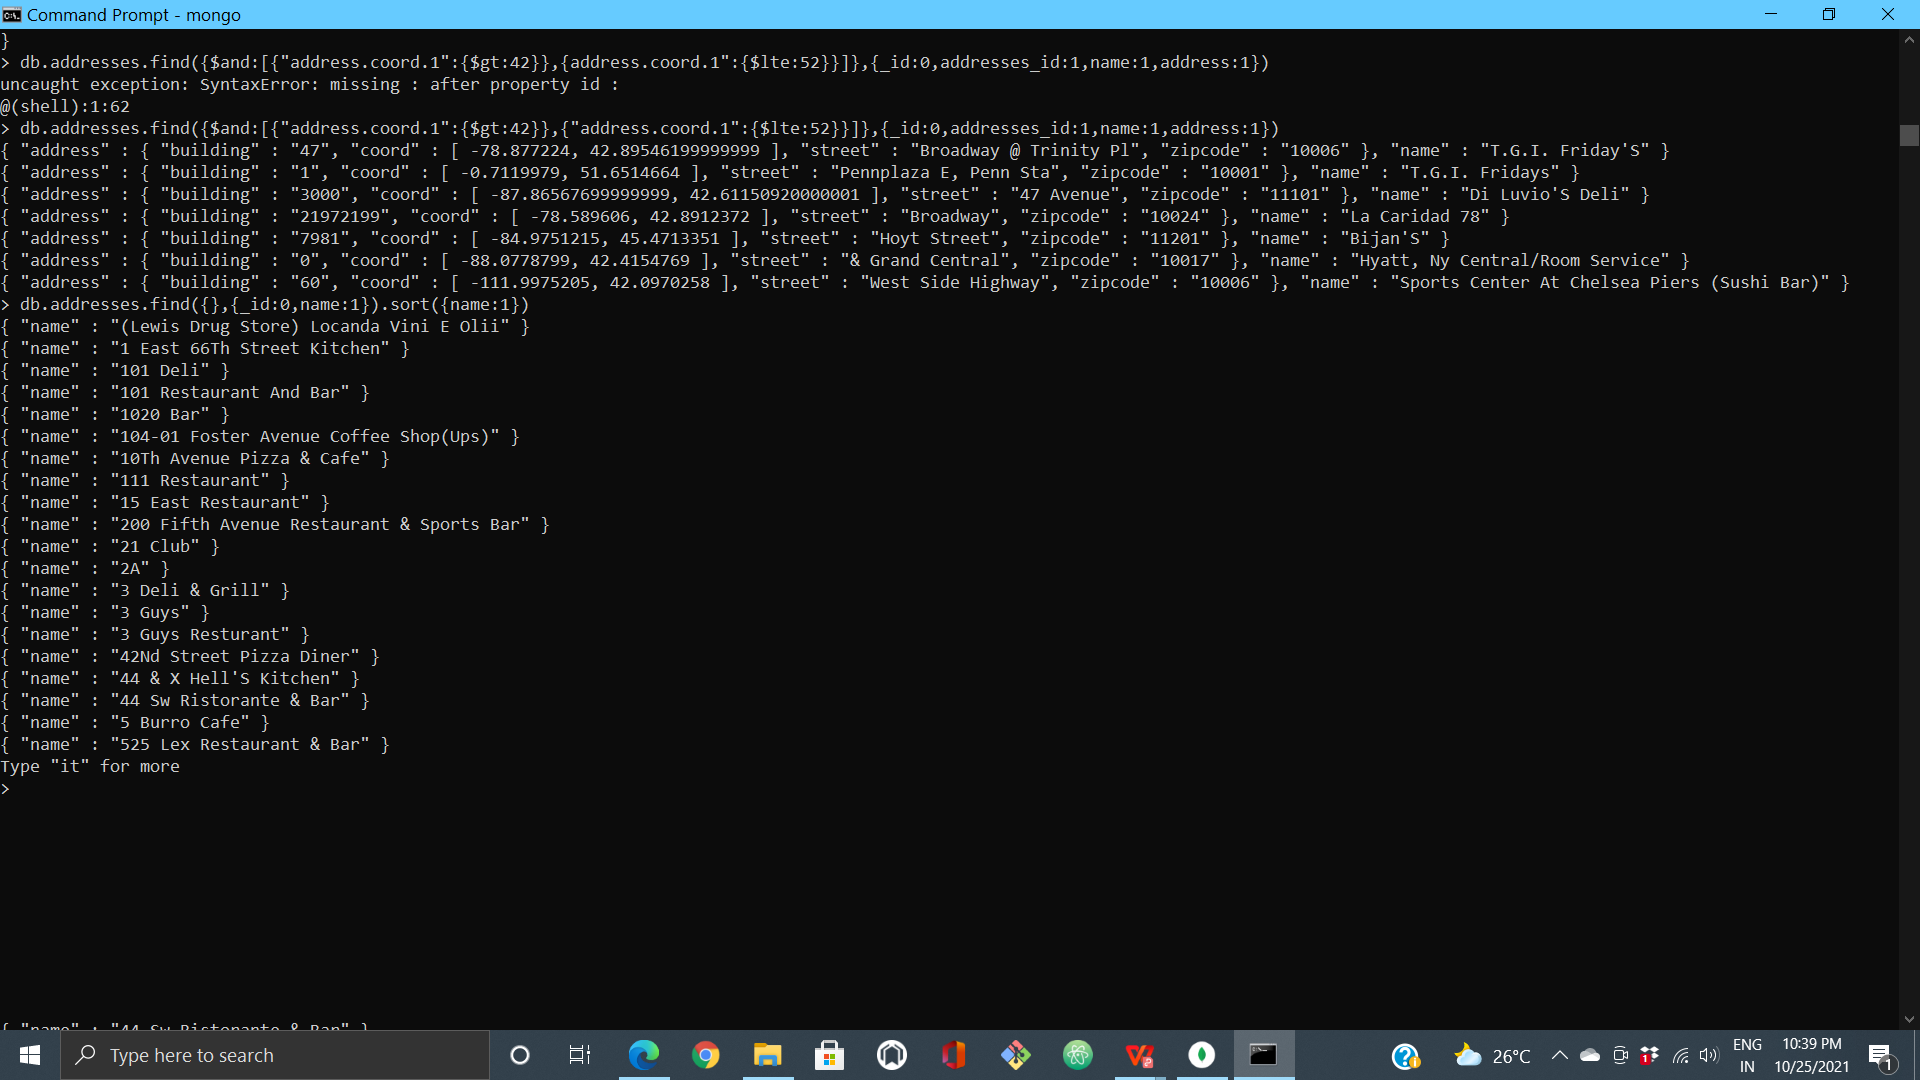 Command Prompt - mongo
}
> db.addresses.find({$and:[{"address.coord.1":{$gt:42}},{address.coord.1":{$lte:52}}]},{_id:0,addresses_id:1,name:1,address:1})
uncaught exception: SyntaxError: missing : after property id :
@(shell):1:62
> db.addresses.find({$and:[{"address.coord.1":{$gt:42}},{"address.coord.1":{$lte:52}}]},{_id:0,addresses_id:1,name:1,address:1})
{ "address" : { "building" : "47", "coord" : [ -78.877224, 42.89546199999999 ], "street" : "Broadway @ Trinity Pl", "zipcode" : "10006" }, "name" : "T.G.I. Friday'S" }
{ "address" : { "building" : "1", "coord" : [ -0.7119979, 51.6514664 ], "street" : "Pennplaza E, Penn Sta", "zipcode" : "10001" }, "name" : "T.G.I. Fridays" }
{ "address" : { "building" : "3000", "coord" : [ -87.86567699999999, 42.61150920000001 ], "street" : "47 Avenue", "zipcode" : "11101" }, "name" : "Di Luvio'S Deli" }
{ "address" : { "building" : "21972199", "coord" : [ -78.589606, 42.8912372 ], "street" : "Broadway", "zipcode" : "10024" }, "name" : "La Caridad 78" }
{ "address" : { "building" : "7981", "coord" : [ -84.9751215, 45.4713351 ], "street" : "Hoyt Street", "zipcode" : "11201" }, "name" : "Bijan'S" }
{ "address" : { "building" : "0", "coord" : [ -88.0778799, 42.4154769 ], "street" : "& Grand Central", "zipcode" : "10017" }, "name" : "Hyatt, Ny Central/Room Service" }
{ "address" : { "building" : "60", "coord" : [ -111.9975205, 42.0970258 ], "street" : "West Side Highway", "zipcode" : "10006" }, "name" : "Sports Center At Chelsea Piers (Sushi Bar)" }
> db.addresses.find({},{_id:0,name:1}).sort({name:1})
{ "name" : "(Lewis Drug Store) Locanda Vini E Olii" }
{ "name" : "1 East 66Th Street Kitchen" }
{ "name" : "101 Deli" }
{ "name" : "101 Restaurant And Bar" }
{ "name" : "1020 Bar" }
{ "name" : "104-01 Foster Avenue Coffee Shop(Ups)" }
{ "name" : "10Th Avenue Pizza & Cafe" }
{ "name" : "111 Restaurant" }
{ "name" : "15 East Restaurant" }
{ "name" : "200 Fifth Avenue Restaurant & Sports Bar" }
{ "name" : "21 Club" }
{ "name" : "2A" }
{ "name" : "3 Deli & Grill" }
{ "name" : "3 Guys" }
{ "name" : "3 Guys Resturant" }
{ "name" : "42Nd Street Pizza Diner" }
{ "name" : "44 & X Hell'S Kitchen" }
{ "name" : "44 Sw Ristorante & Bar" }
{ "name" : "5 Burro Cafe" }
{ "name" : "525 Lex Restaurant & Bar" }
Type "it" for more
>
{ "name" : "44 Sw Ristorante & Bar" }
Type here to search
26°C
ENG
IN
10:39 PM
10/25/2021
1
1